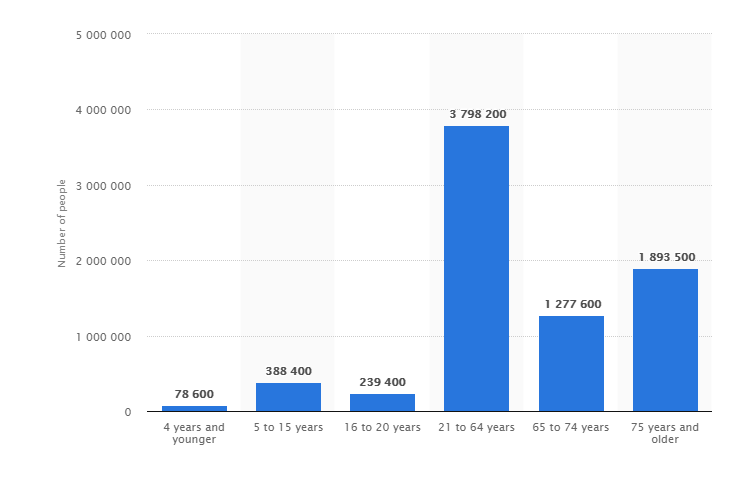 5 000 000
4 000 000
3 000 000
2 000 000
1 000 000
0
Number of people
78 600
388 400
239 400
3 798 200
1 277 600
1 893 500
4 years and
younger
5 to 15 years
16 to 20 years
21 to 64 years
65 to 74 years
75 years and
older